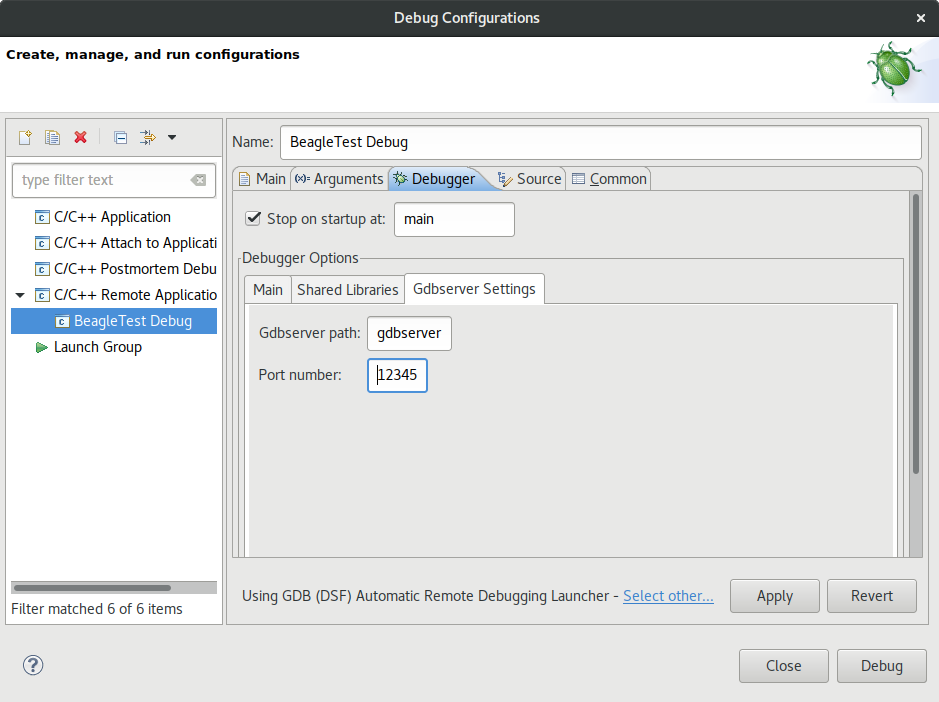 Debug Configurations
Create, manage, and run configurations
type filter text
C/C++ Application
C/C++ Attach to Applicati
C/C++ Postmortem Debu
C/C++ Remote Applicatio
BeagleTest Debug
Launch Group
Filter matched 6 of 6 items
Name: BeagleTest Debug
Main (x)= Arguments Debugger Source Common
Stop on startup at: main
Debugger Options
Main Shared Libraries Gdbserver Settings
Gdbserver path: gdbserver
Port number: 12345
Using GDB (DSF) Automatic Remote Debugging Launcher - Select other... Apply Revert
? Close Debug